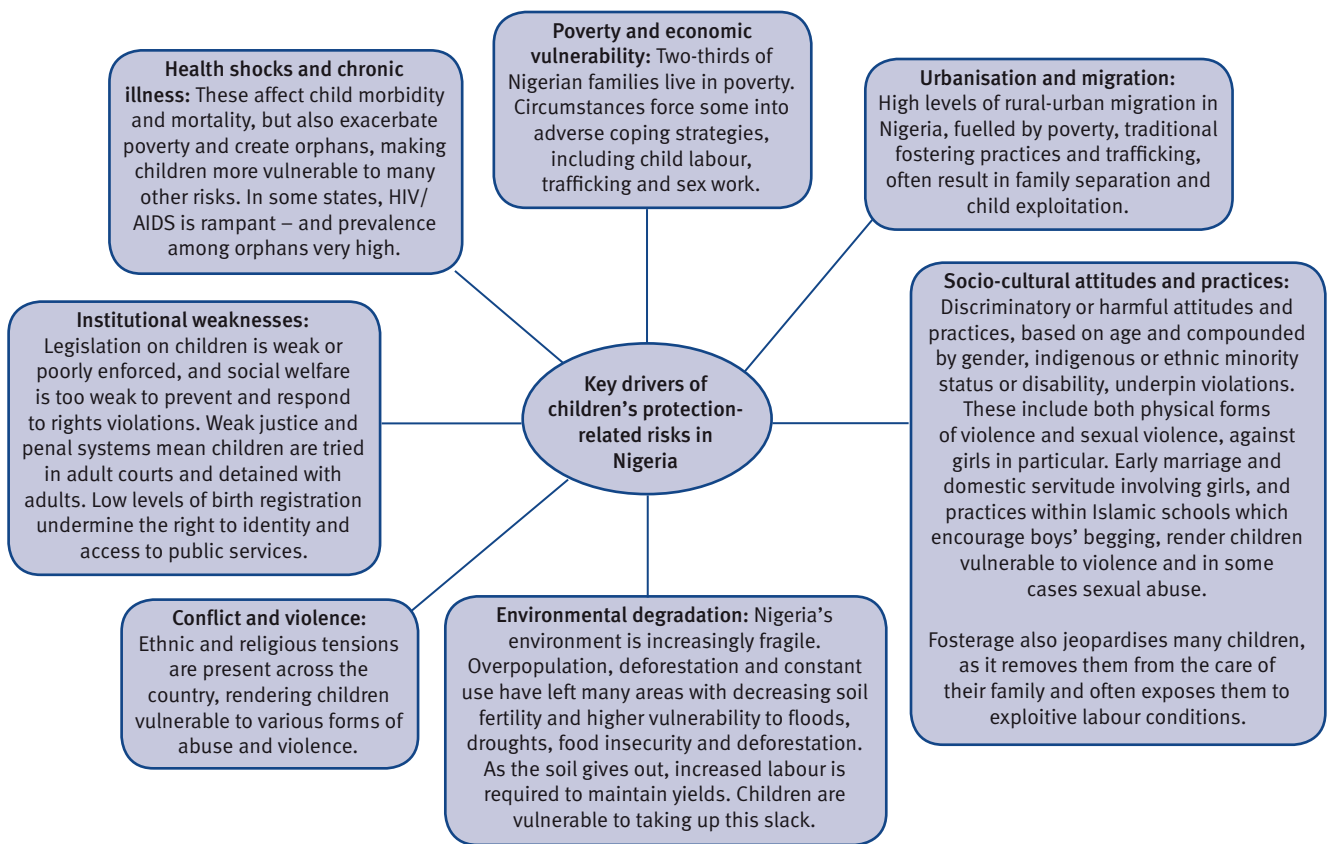 Poverty and economic
vulnerability: Two-thirds of
Nigerian families live in poverty.
Circumstances force some into
adverse coping strategies,
including child labour,
trafficking and sex work.
Health shocks and chronic
illness: These affect child morbidity
and mortality, but also exacerbate
poverty and create orphans, making
children more vulnerable to many
other risks. In some states, HIV/
AIDS is rampant – and prevalence
among orphans very high.
Urbanisation and migration:
High levels of rural-urban migration in
Nigeria, fuelled by poverty, traditional
fostering practices and trafficking,
often result in family separation and
child exploitation.
Institutional weaknesses:
Legislation on children is weak or
poorly enforced, and social welfare
is too weak to prevent and respond
to rights violations. Weak justice and
penal systems mean children are tried
in adult courts and detained with
adults. Low levels of birth registration
undermine the right to identity and
access to public services.
Key drivers of
children's protection-
related risks in
Nigeria
Socio-cultural attitudes and practices:
Discriminatory or harmful attitudes and
practices, based on age and compounded
by gender, indigenous or ethnic minority
status or disability, underpin violations.
These include both physical forms
of violence and sexual violence, against
girls in particular. Early marriage and
domestic servitude involving girls, and
practices within Islamic schools which
encourage boys' begging, render children
vulnerable to violence and in some
cases sexual abuse.
Fosterage also jeopardises many children,
as it removes them from the care of
their family and often exposes them to
exploitive labour conditions.
Conflict and violence:
Ethnic and religious tensions
are present across the
country, rendering children
vulnerable to various forms of
abuse and violence.
Environmental degradation: Nigeria's
environment is increasingly fragile.
Overpopulation, deforestation and constant
use have left many areas with decreasing soil
fertility and higher vulnerability to floods,
droughts, food insecurity and deforestation.
As the soil gives out, increased labour is
required to maintain yields. Children are
vulnerable to taking up this slack.